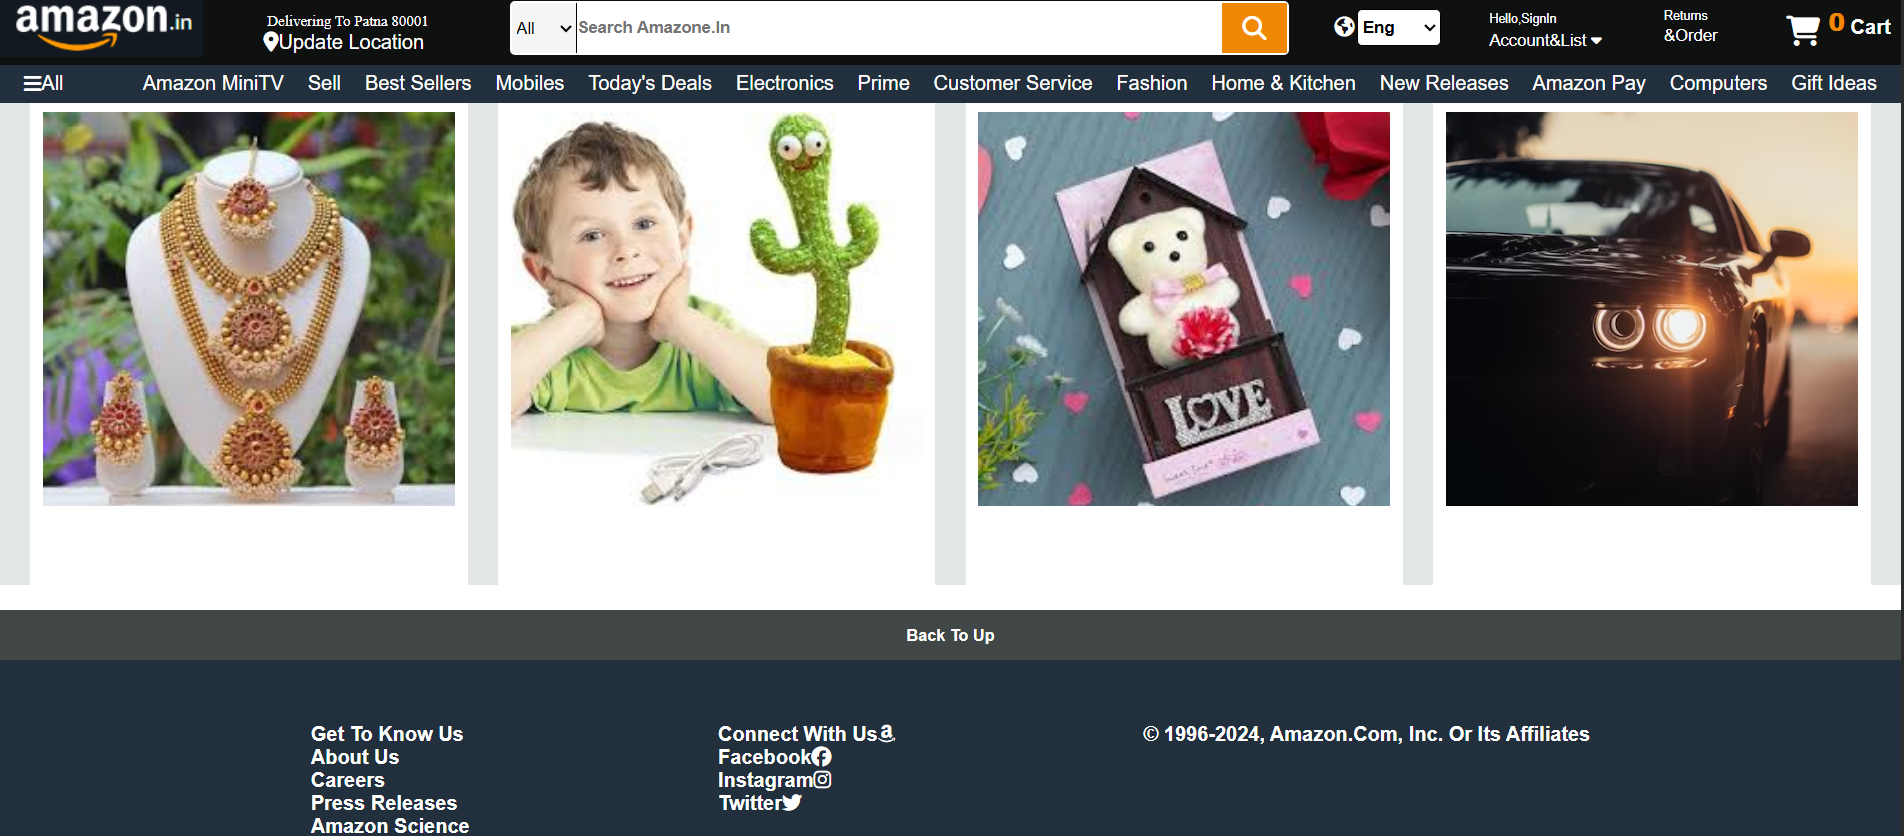 amazon.in
Delivering To Patna 80001
Update Location
All
Search Amazone.In
Eng
Hello,SignIn
Account&List
Returns
&Order
0 Cart
All
Amazon MiniTV
Sell
Best Sellers
Mobiles
Today's Deals
Electronics
Prime
Customer Service
Fashion
Home & Kitchen
New Releases
Amazon Pay
Computers
Gift Ideas
LOVE
Back To Up
Get To Know Us
About Us
Careers
Press Releases
Amazon Science
Connect With Us
Facebook
Instagram
Twitter
© 1996-2024, Amazon.Com, Inc. Or Its Affiliates